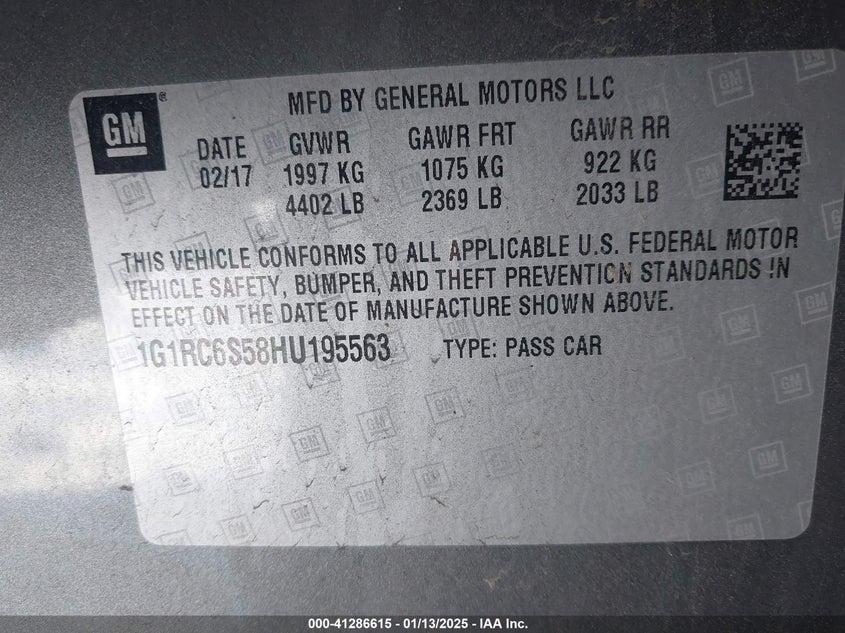 MFD BY GENERAL MOTORS LLC
GM®
DATE GVWR GAWR FRT GAWR RR
02/17 1997 KG 1075 KG 922 KG
4402 LB 2369 LB 2033 LB
THIS VEHICLE CONFORMS TO ALL APPLICABLE U.S. FEDERAL MOTOR
VEHICLE SAFETY, BUMPER, AND THEFT PREVENTION STANDARDS IN
EFFECT ON THE DATE OF MANUFACTURE SHOWN ABOVE.
1G1RC6S58HU195563 TYPE: PASS CAR
000-41286615 - 01/13/2025 - IAA Inc.